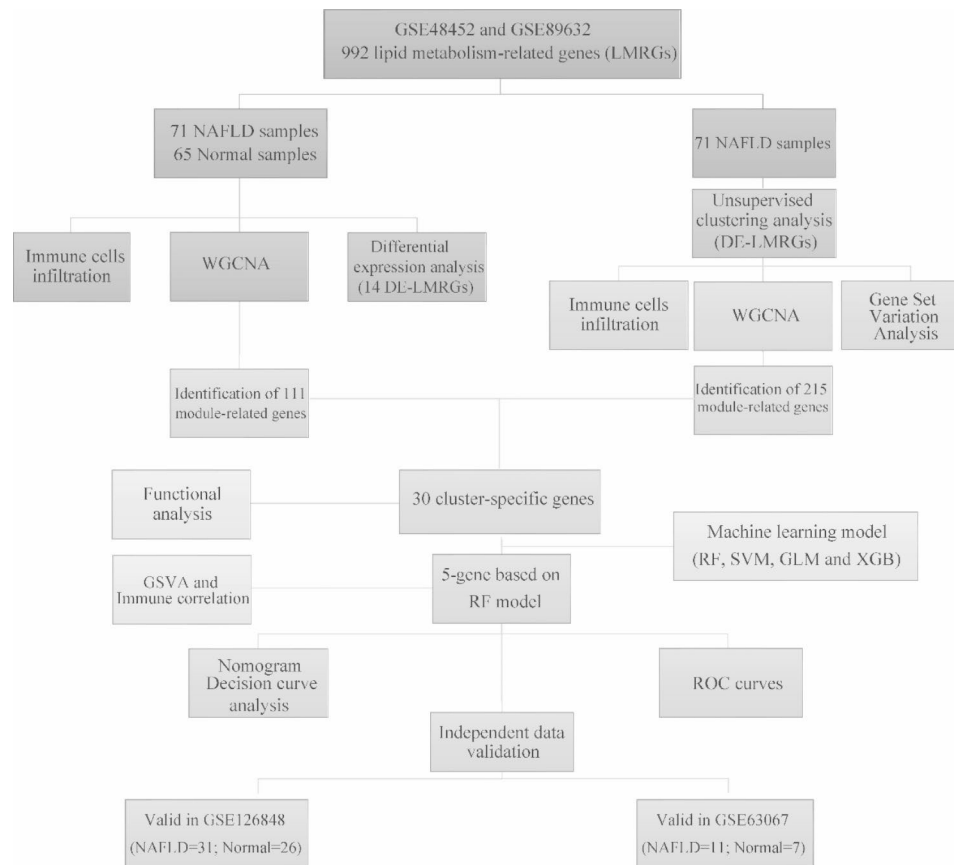 GSE48452 and GSE89632
992 lipid metabolism-related genes (LMRGs)
71 NAFLD samples
65 Normal samples
71 NAFLD samples
Unsupervised
clustering analysis
(DE-LMRGs)
Immune cells
infiltration
WGCNA
Differential
expression analysis
(14 DE-LMRGs)
Immune cells
infiltration
WGCNA
Gene Set
Variation
Analysis
Identification of 111
module-related genes
Identification of 215
module-related genes
Functional
analysis
30 cluster-specific genes
Machine learning model
(RF, SVM, GLM and XGB)
GSVA and
Immune correlation
5-gene based on
RF model
Nomogram
Decision curve
analysis
ROC curves
Independent data
validation
Valid in GSE126848
(NAFLD=31; Normal=26)
Valid in GSE63067
(NAFLD=11; Normal=7)